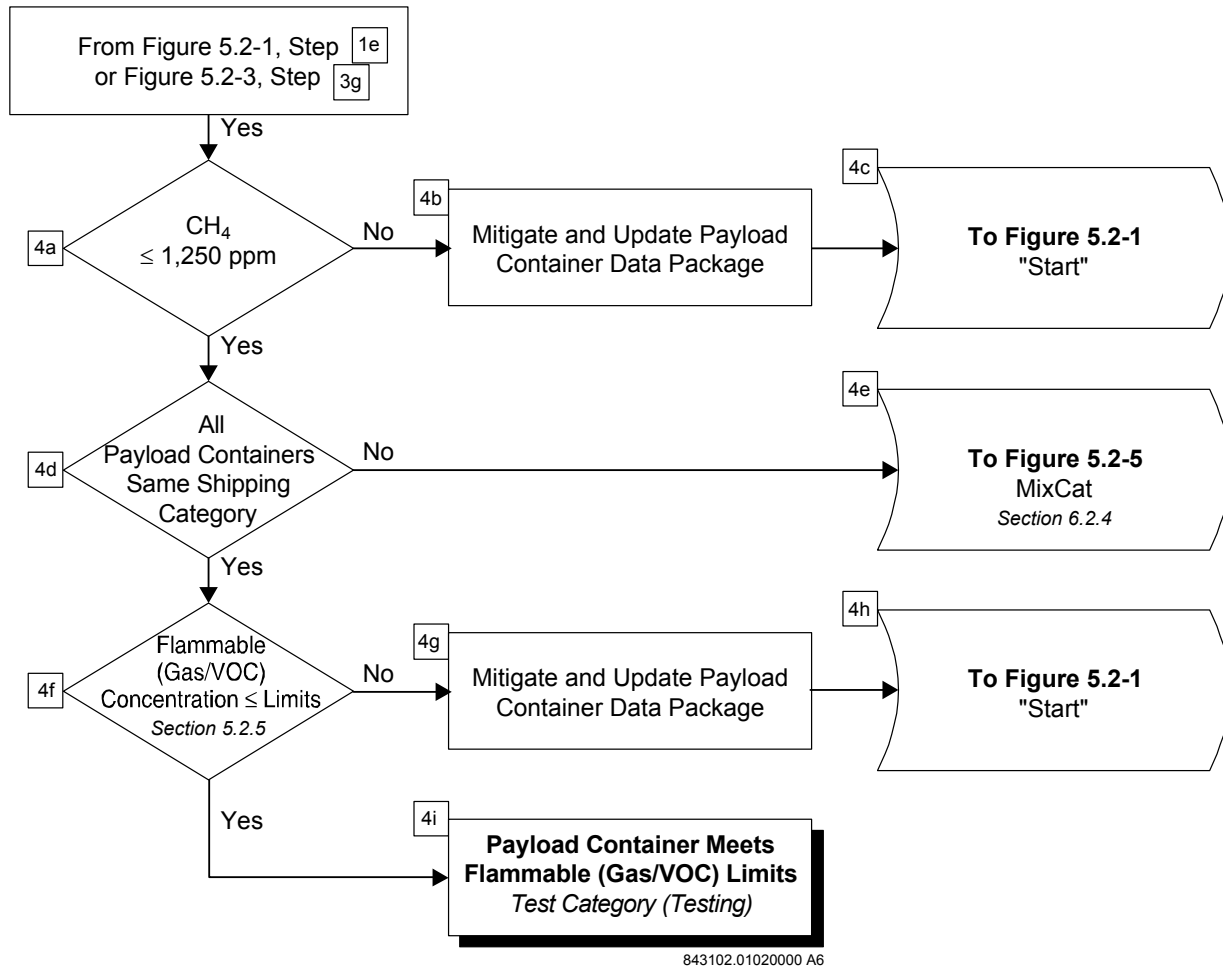 From Figure 5.2-1, Step 1e
or Figure 5.2-3, Step 3g
Yes
4a
CH₄
≤ 1,250 ppm
No
4b
Mitigate and Update Payload
Container Data Package
4c
To Figure 5.2-1
"Start"
Yes
4d
All
Payload Containers
Same Shipping
Category
No
4e
To Figure 5.2-5
MixCat
Section 6.2.4
Yes
4f
Flammable
(Gas/VOC)
Concentration ≤ Limits
Section 5.2.5
No
4g
Mitigate and Update Payload
Container Data Package
4h
To Figure 5.2-1
"Start"
Yes
4i
Payload Container Meets
Flammable (Gas/VOC) Limits
Test Category (Testing)
843102.01020000 A6